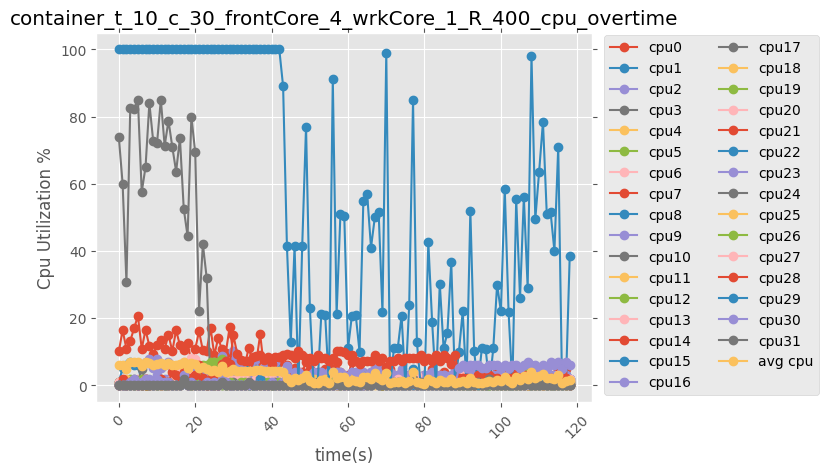 container_t_10_c_30_frontCore_4_wrkCore_1_R_400_cpu_overtime
Cpu Utilization %
100
80
60
40
20
0
0
20
40
60
80
100
120
time(s)
cpu0
cpu1
cpu2
cpu3
cpu4
cpu5
cpu6
cpu7
cpu8
cpu9
cpu10
cpu11
cpu12
cpu13
cpu14
cpu15
cpu16
cpu17
cpu18
cpu19
cpu20
cpu21
cpu22
cpu23
cpu24
cpu25
cpu26
cpu27
cpu28
cpu29
cpu30
cpu31
avg cpu